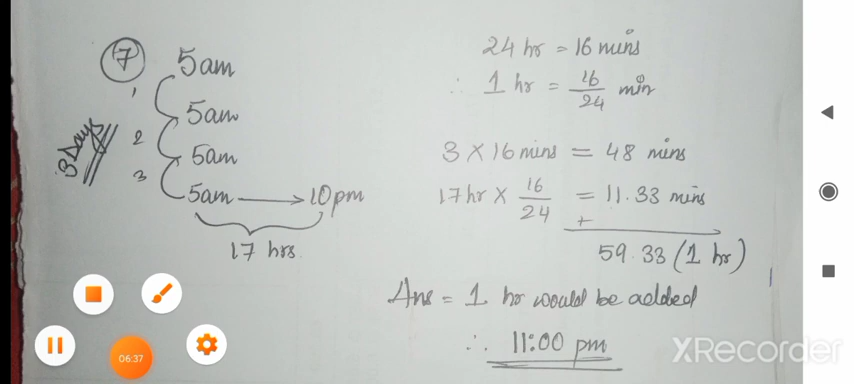 7
5am
1
5am
2
5am
3
5am → 10pm
17 hrs.
3 Days
24 hr = 16 mins
∴ 1 hr = 16/24 min
3 × 16 mins = 48 mins
17 hr × 16/24 = 11.33 mins
+
59.33 (1 hr)
Ans = 1 hr would be added
∴ 11:00 pm
06:37
XRecorder